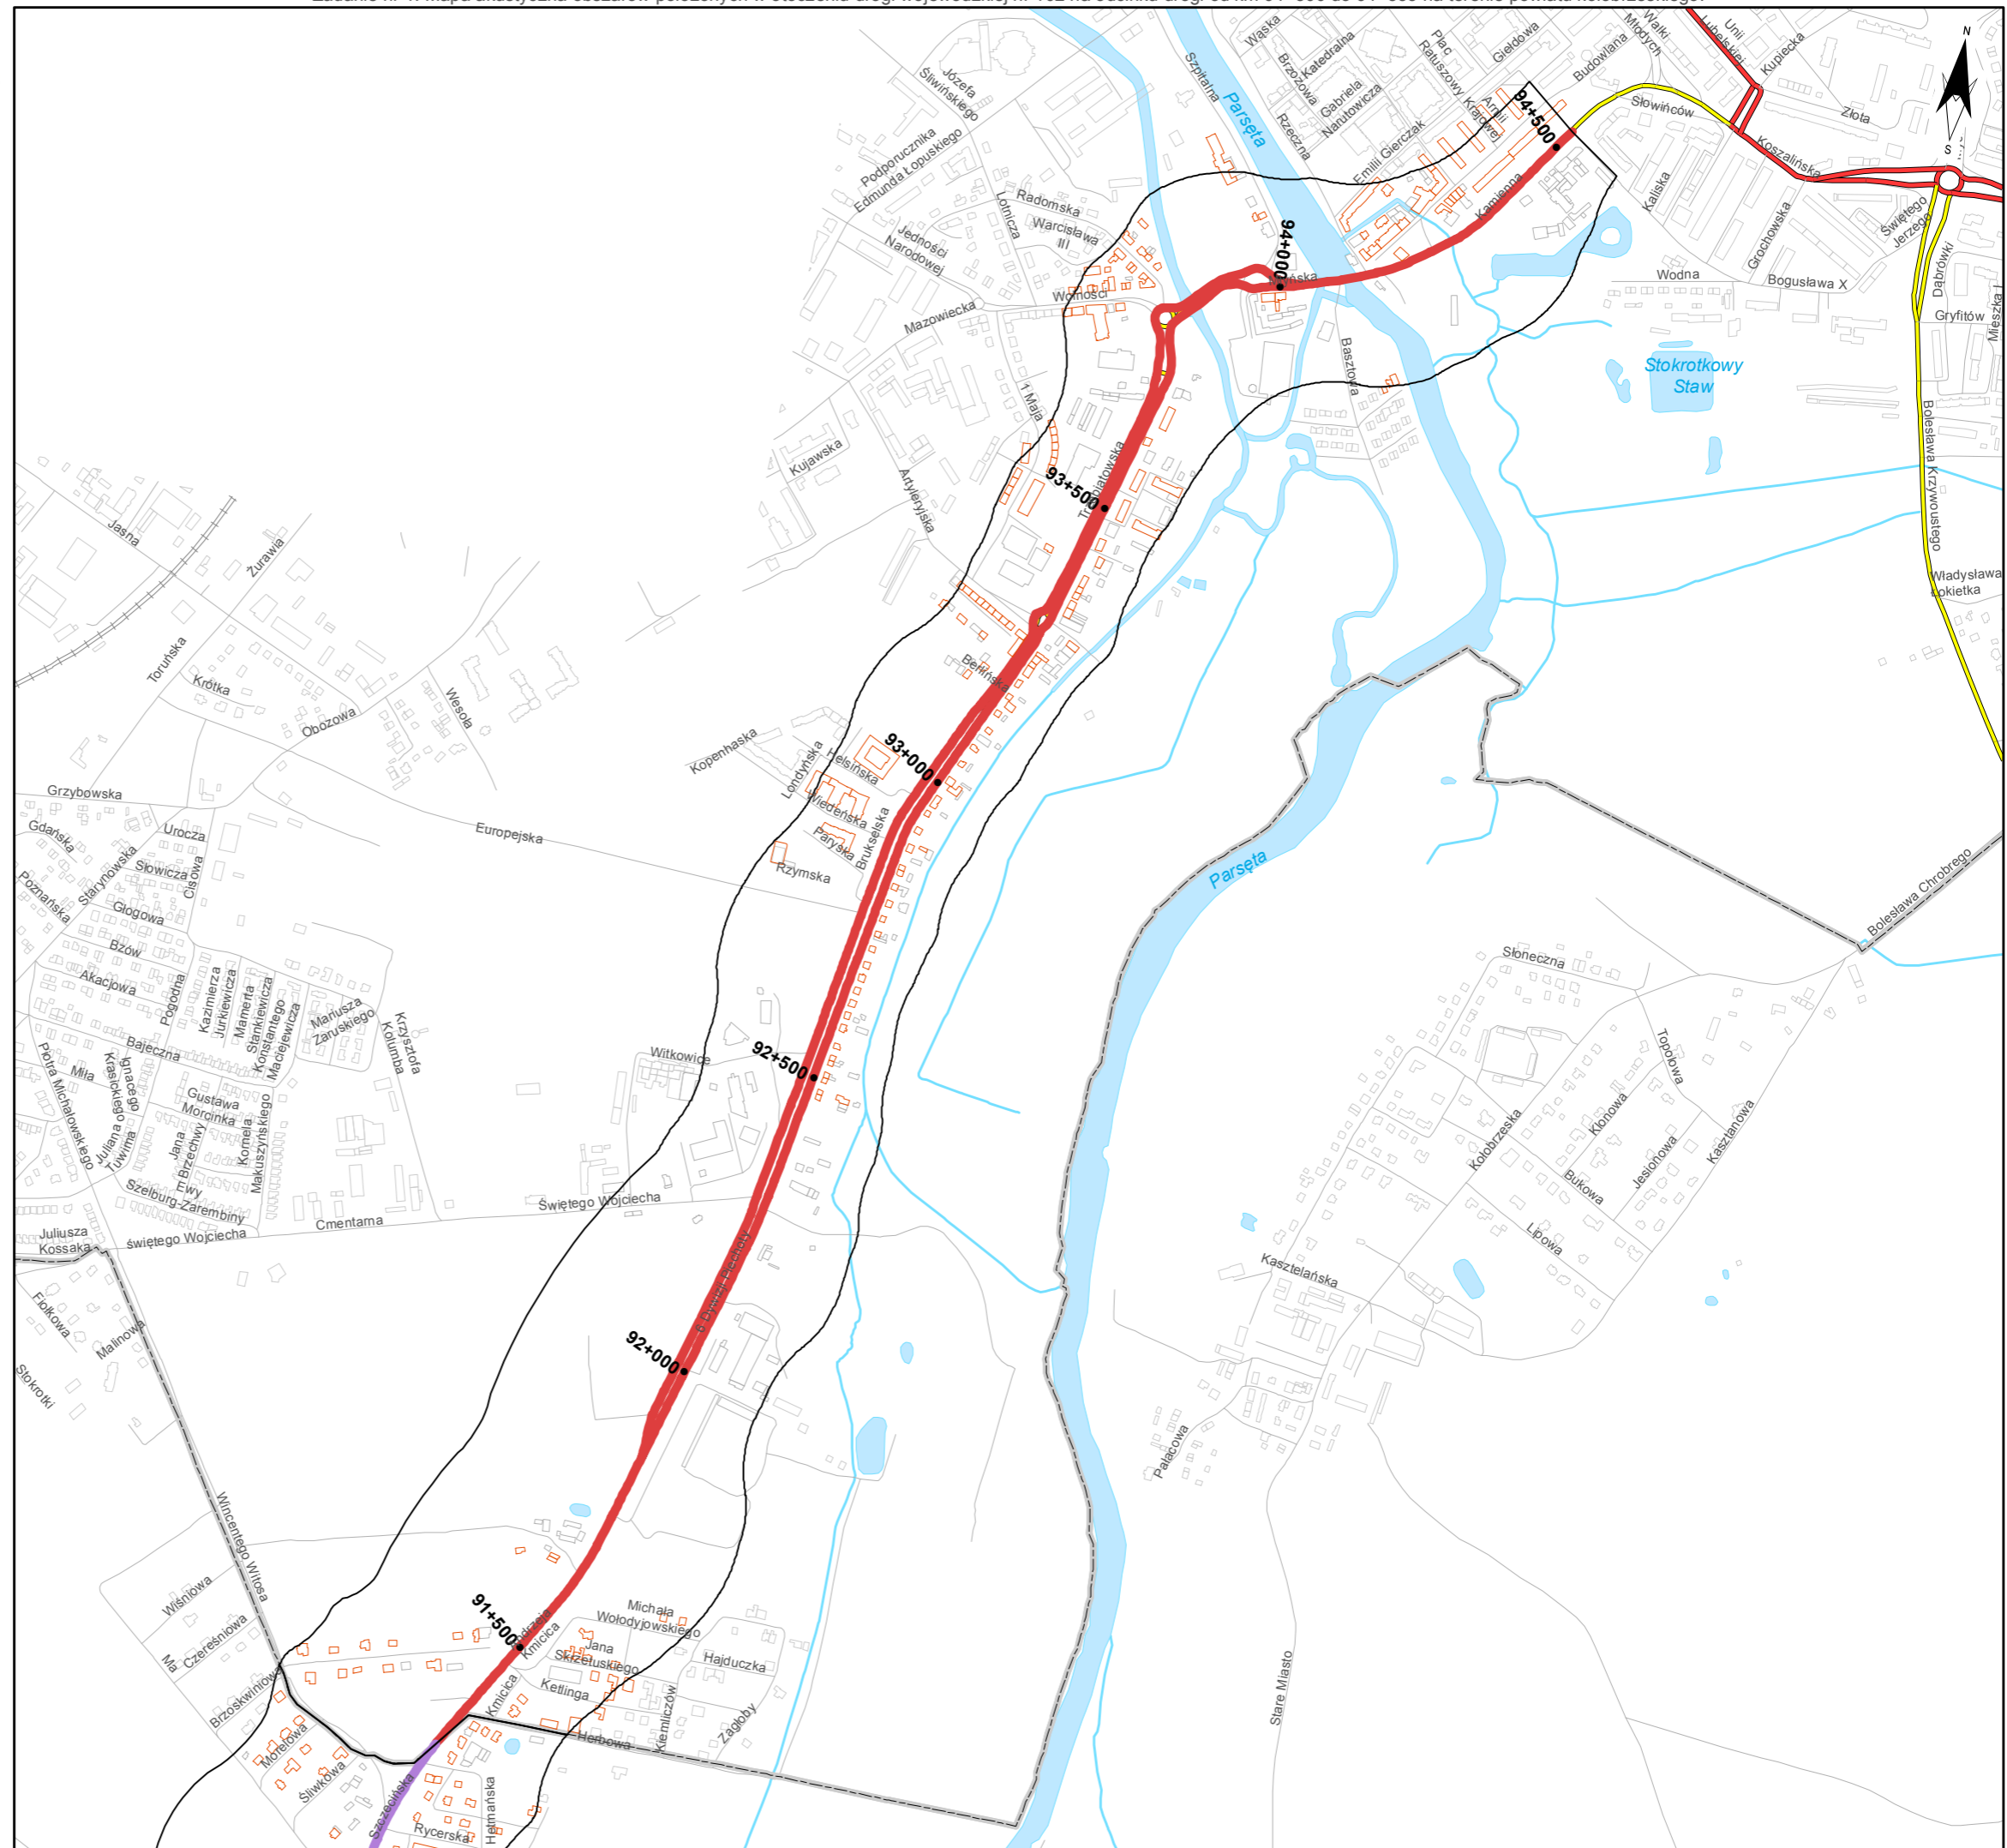 Wąska
Katedralna
Brzozowa
Gabriela
Narutowicza
Szpitalna
Parsęta
Rzeczna
Emilii Gierczak
Plac
Ratuszowy
Armii
Krajowej
Giełdowa
Budowlana
Walki
Młodych
Unii
Lubelskiej
Kupiecka
N
S
Złota
Słowińców
Koszalińska
94+500
Kamienna
Kaliska
Grochowska
Świętego
Jerzego
Dąbrówki
Mieszka I
Wodna
Bogusława X
Gryfitów
Józefa
Śliwińskiego
Podporucznika
Edmunda Łopuskiego
Lotnicza
Radomska
Warcisława
III
Jedności
Narodowej
94+000
Wolności
Mazowiecka
Basztowa
Stokrotkowy
Staw
1 Maja
Bolesława Krzywoustego
Kujawska
Artyleryjska
93+500
Jasna
Żurawia
Władysława
Łokietka
Toruńska
Krótka
Obozowa
Wesoła
Berlińska
Kopenhaska
Londyńska
Helsińska
93+000
Wiedeńska
Paryska
Brukselska
Rzymska
Grzybowska
Gdańska
Urocza
Europejska
Starynowska
Słowicza
Cisowa
Poznańska
Głogowa
Bzów
Akacjowa
Pogodna
Kazimierza
Jurkiewicza
Mamerta
Stankiewicza
Konstantego
Maciejewicza
Mariusza
Zaruskiego
Krzysztofa
Kolumba
Parsęta
Bolesława Chrobrego
Słoneczna
Topolowa
Bajeczna
Piotra Michałowskiego
Miła
Ignacego
Krasickiego
Juliana
Tuwima
Gustawa
Morcinka
Jana
Brzechwy
Kornela
Makuszyńskiego
Ewy
Szelburg-Zarembiny
Witkowice
92+500
Klonowa
Kołobrzeska
Jesionowa
Kasztanowa
Bukowa
Lipowa
Kasztelańska
Juliusza
Kossaka
świętego Wojciecha
Cmentarna
Świętego Wojciecha
Fiołkowa
Malinowa
Stokrotki
92+000
Pałacowa
Wincentego Witosa
Wiśniowa
Czereśniowa
Ma
Brzoskwiniowa
91+500
Andrzeja
Kmicica
Michała
Wołodyjowskiego
Jana
Skrzetuskiego
Hajduczka
Ketlinga
Kmicica
Kiemliczów
Zagłoby
Herbowa
Stare Miasto
Morelowa
Śliwkowa
Szczecińska
Hetmańska
Rycerska